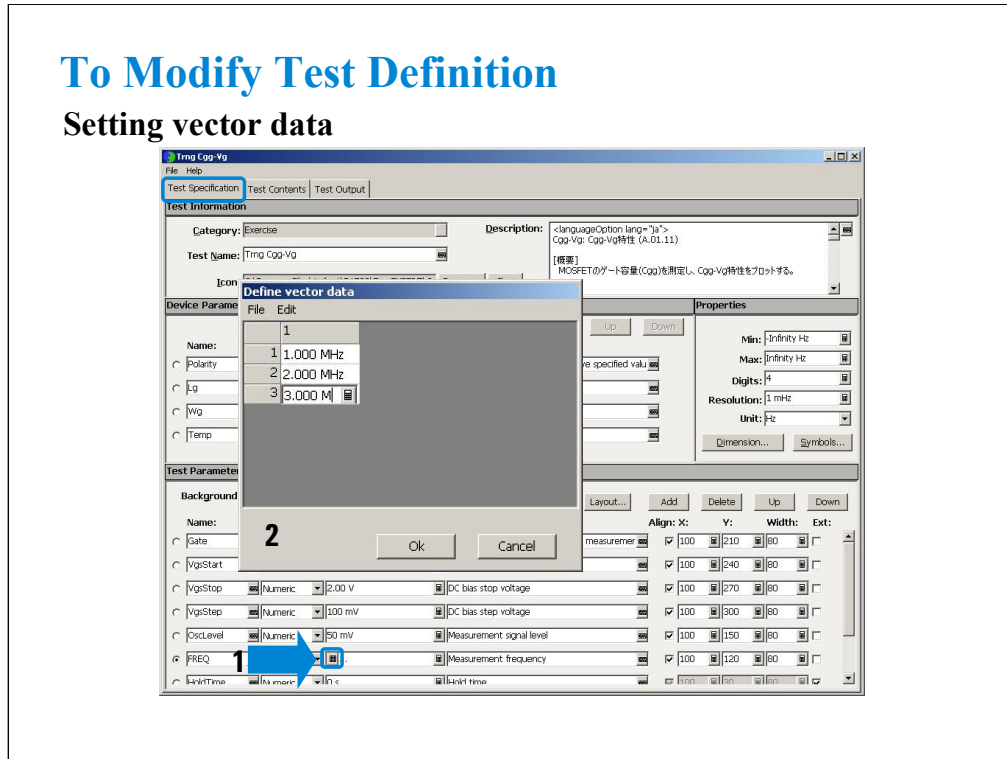 To Modify Test Definition
Setting vector data
Trng Cgg-Vg
File Help
Test Specification Test Contents Test Output
Test Information
Category: Exercise
Description: <languageOption lang="ja">
Cgg-Vg: Cgg-Vg特性 (A.01.11)
Test Name: Trng Cgg-Vg
[概要]
MOSFETのゲート容量(Cgg)を測定し、Cgg-Vg特性をプロットする。
Icon
Define vector data
File Edit
1
1 1.000 MHz
2 2.000 MHz
3 3.000 M
2
Ok Cancel
Device Parame
Up Down
Properties
Name:
Polarity
ve specified valu
Lg
Wg
Temp
Min: -Infinity Hz
Max: Infinity Hz
Digits: 4
Resolution: 1 mHz
Unit: Hz
Dimension... Symbols...
Test Parameter
Background
Layout... Add Delete Up Down
Name: Align: X: Y: Width: Ext:
Gate measuremer 100 210 80
VgsStart 100 240 80
VgsStop Numeric 2.00 V DC bias stop voltage 100 270 80
VgsStep Numeric 100 mV DC bias step voltage 100 300 80
OscLevel Numeric 50 mV Measurement signal level 100 150 80
FREQ 1 . Measurement frequency 100 120 80
HoldTime Numeric 0 s Hold time 100 30 80